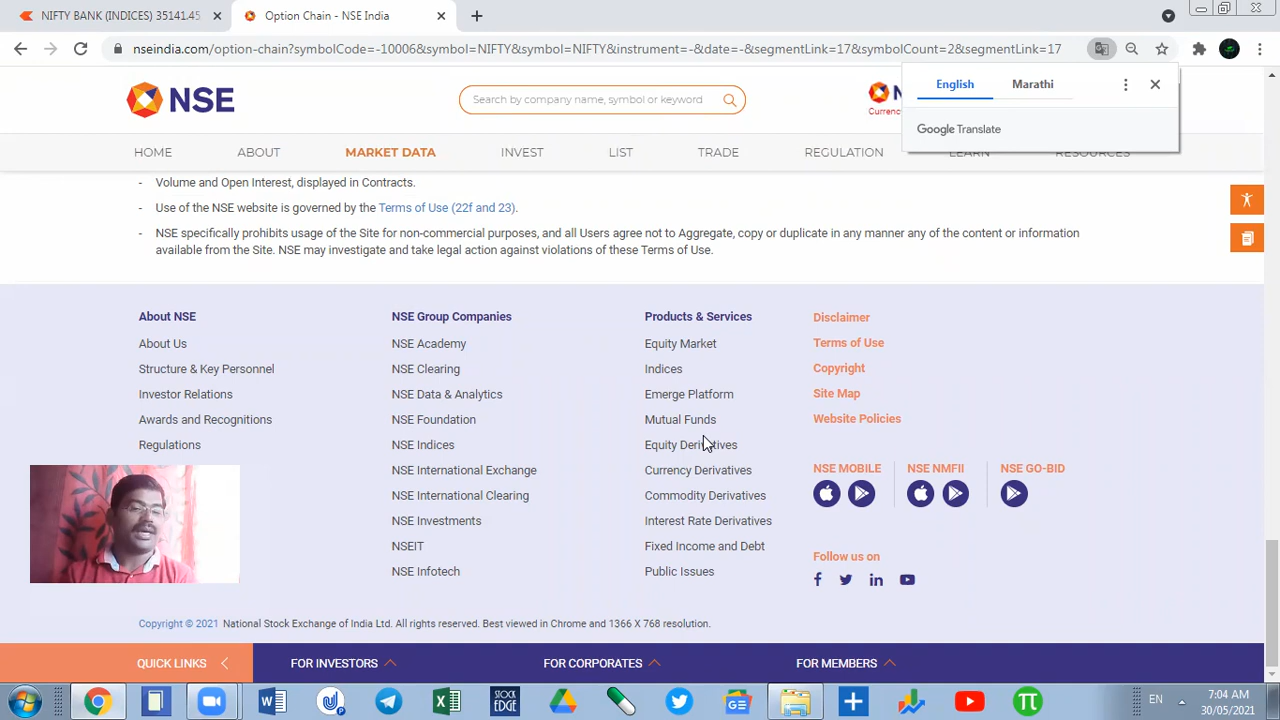 NIFTY BANK (INDICES) 35141.45
Option Chain - NSE India
nseindia.com/option-chain?symbolCode=-10006&symbol=NIFTY&symbol=NIFTY&instrument=-&date=-&segmentLink=17&symbolCount=2&segmentLink=17
English Marathi
Google Translate
NSE
Search by company name, symbol or keyword
HOME ABOUT MARKET DATA INVEST LIST TRADE REGULATION LEARN RESOURCES
- Volume and Open Interest, displayed in Contracts.
- Use of the NSE website is governed by the Terms of Use (22f and 23).
- NSE specifically prohibits usage of the Site for non-commercial purposes, and all Users agree not to Aggregate, copy or duplicate in any manner any of the content or information
available from the Site. NSE may investigate and take legal action against violations of these Terms of Use.
About NSE
About Us
Structure & Key Personnel
Investor Relations
Awards and Recognitions
Regulations
NSE Group Companies
NSE Academy
NSE Clearing
NSE Data & Analytics
NSE Foundation
NSE Indices
NSE International Exchange
NSE International Clearing
NSE Investments
NSEIT
NSE Infotech
Products & Services
Equity Market
Indices
Emerge Platform
Mutual Funds
Equity Derivatives
Currency Derivatives
Commodity Derivatives
Interest Rate Derivatives
Fixed Income and Debt
Public Issues
Disclaimer
Terms of Use
Copyright
Site Map
Website Policies
NSE MOBILE NSE NMFII NSE GO-BID
Follow us on
Copyright © 2021 National Stock Exchange of India Ltd. All rights reserved. Best viewed in Chrome and 1366 X 768 resolution.
QUICK LINKS FOR INVESTORS FOR CORPORATES FOR MEMBERS
STOCK
EDGE
EN
7:04 AM
30/05/2021